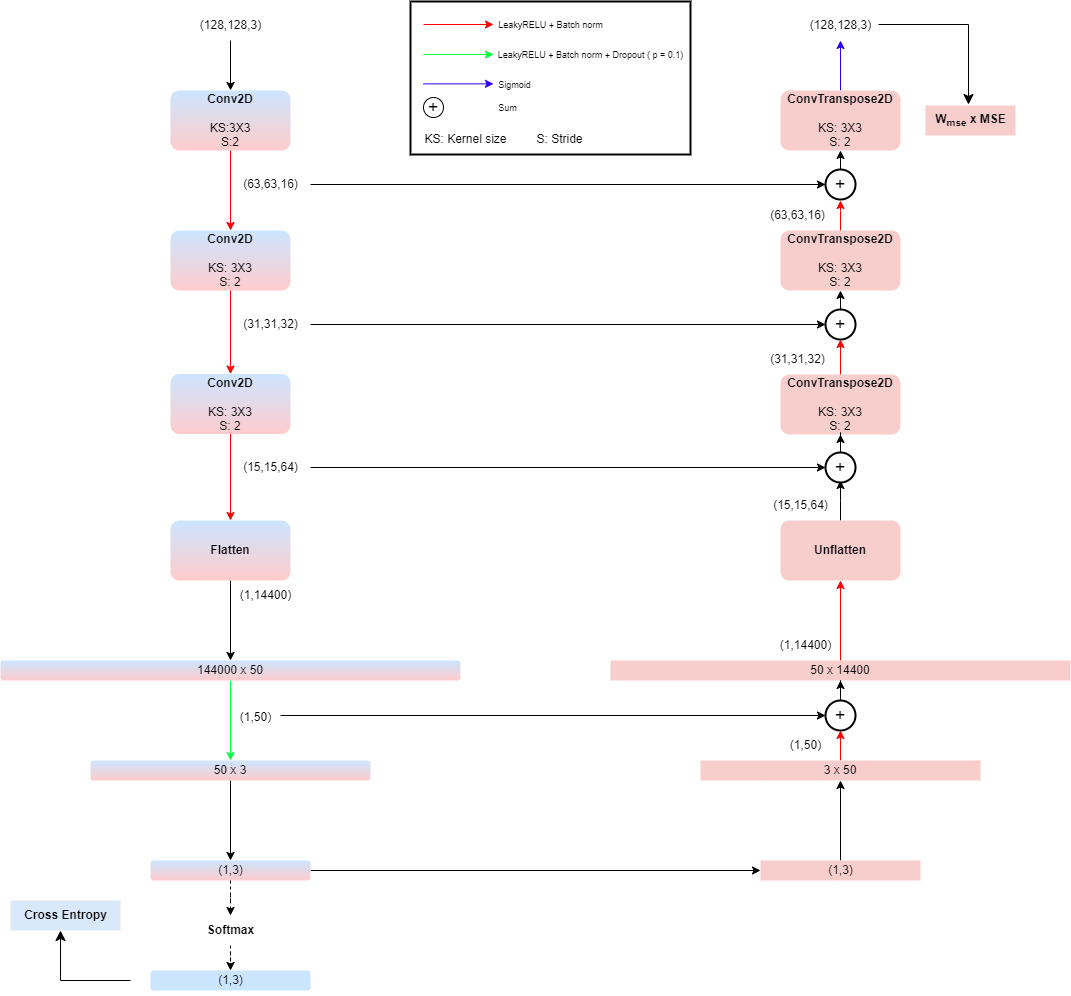 (128,128,3)
Conv2D
KS:3X3
S:2
(63,63,16)
Conv2D
KS: 3X3
S: 2
(31,31,32)
Conv2D
KS: 3X3
S: 2
(15,15,64)
Flatten
(1,14400)
144000 x 50
(1,50)
50 x 3
(1,3)
Softmax
(1,3)
Cross Entropy
LeakyRELU + Batch norm
LeakyRELU + Batch norm + Dropout ( p = 0.1)
Sigmoid
+
Sum
KS: Kernel size
S: Stride
(128,128,3)
W_mse x MSE
ConvTranspose2D
KS: 3X3
S: 2
+
(63,63,16)
ConvTranspose2D
KS: 3X3
S: 2
+
(31,31,32)
ConvTranspose2D
KS: 3X3
S: 2
+
(15,15,64)
Unflatten
(1,14400)
50 x 14400
+
(1,50)
3 x 50
(1,3)